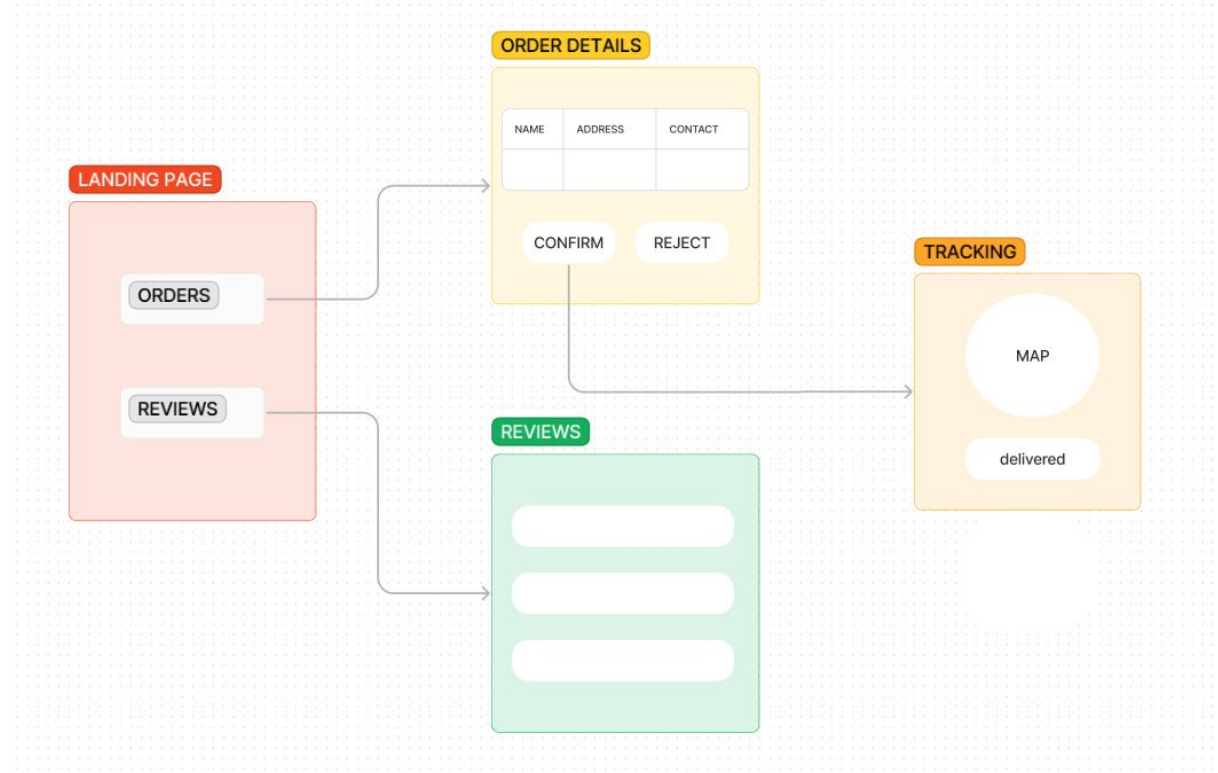 ORDER DETAILS
NAME ADDRESS CONTACT
CONFIRM REJECT
LANDING PAGE
ORDERS
REVIEWS
REVIEWS
TRACKING
MAP
delivered